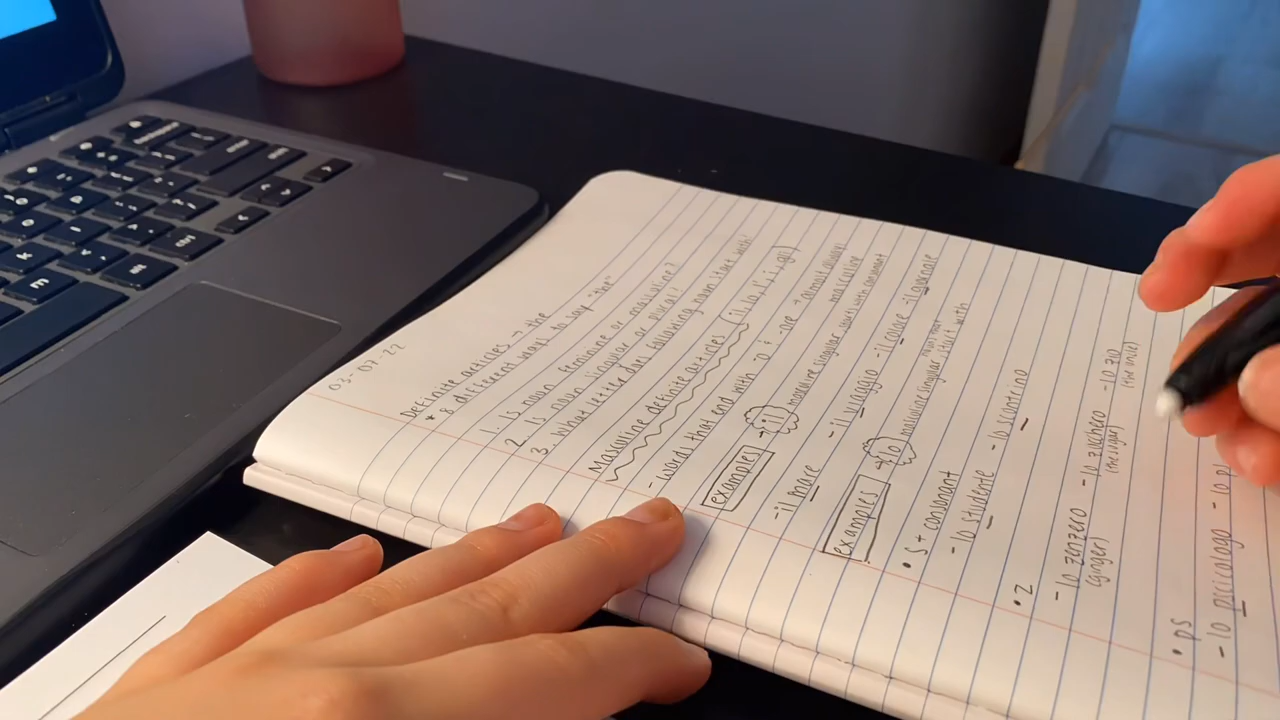 03-07-22
Definite articles → the
* 8 different ways to say "the"
1. Is noun feminine or masculine?
2. Is noun singular or plural?
3. What letter does following noun start with?
Masculine definite articles (il, lo, l', i, gli)
- words that end with -o & -ore → almost always masculine
examples → il masculine singular, starts with consonant
- il mare - il viaggio - il colore - il giornale
examples → lo masculine singular, start with
• s + consonant
- lo studente - lo scontrino
• z
- lo zenzero - lo zucchero - lo zio
(ginger) (the sugar) (the uncle)
• ps
- lo psicologo - lo p